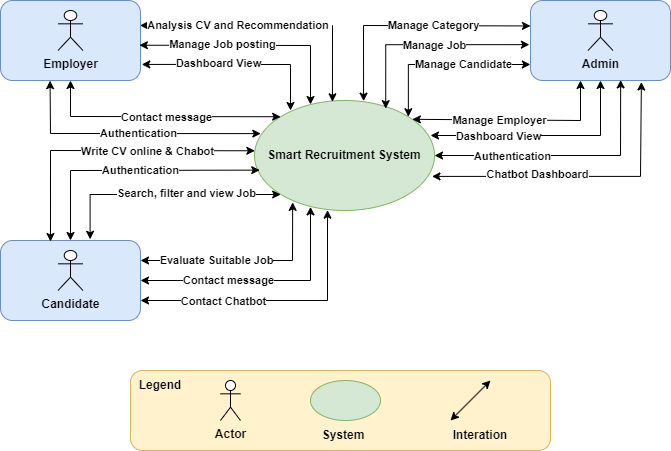 Analysis CV and Recommendation
Manage Job posting
Dashboard View
Employer
Contact message
Authentication
Manage Category
Manage Job
Manage Candidate
Admin
Manage Employer
Dashboard View
Authentication
Chatbot Dashboard
Smart Recruitment System
Write CV online & Chabot
Authentication
Search, filter and view Job
Evaluate Suitable Job
Contact message
Contact Chatbot
Candidate
Legend
Actor
System
Interation